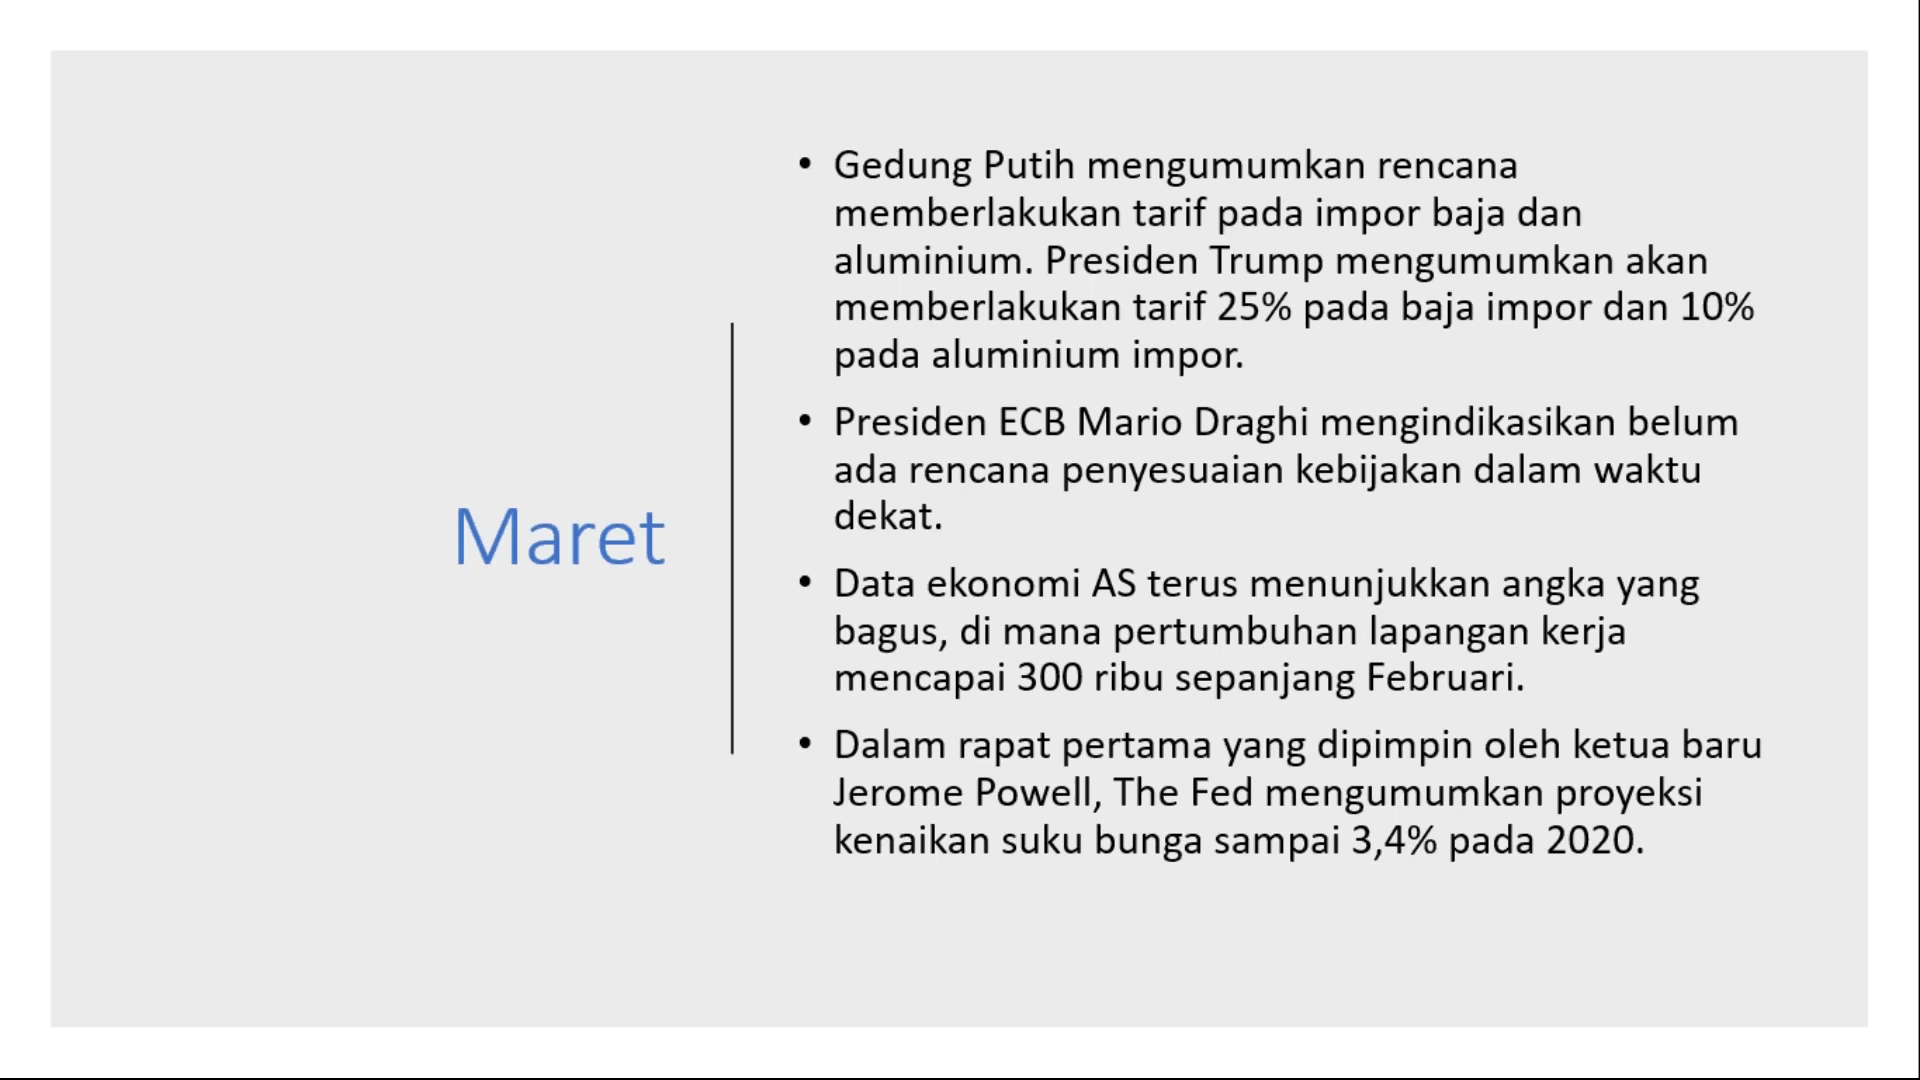 Maret
• Gedung Putih mengumumkan rencana
memberlakukan tarif pada impor baja dan
aluminium. Presiden Trump mengumumkan akan
memberlakukan tarif 25% pada baja impor dan 10%
pada aluminium impor.
• Presiden ECB Mario Draghi mengindikasikan belum
ada rencana penyesuaian kebijakan dalam waktu
dekat.
• Data ekonomi AS terus menunjukkan angka yang
bagus, di mana pertumbuhan lapangan kerja
mencapai 300 ribu sepanjang Februari.
• Dalam rapat pertama yang dipimpin oleh ketua baru
Jerome Powell, The Fed mengumumkan proyeksi
kenaikan suku bunga sampai 3,4% pada 2020.